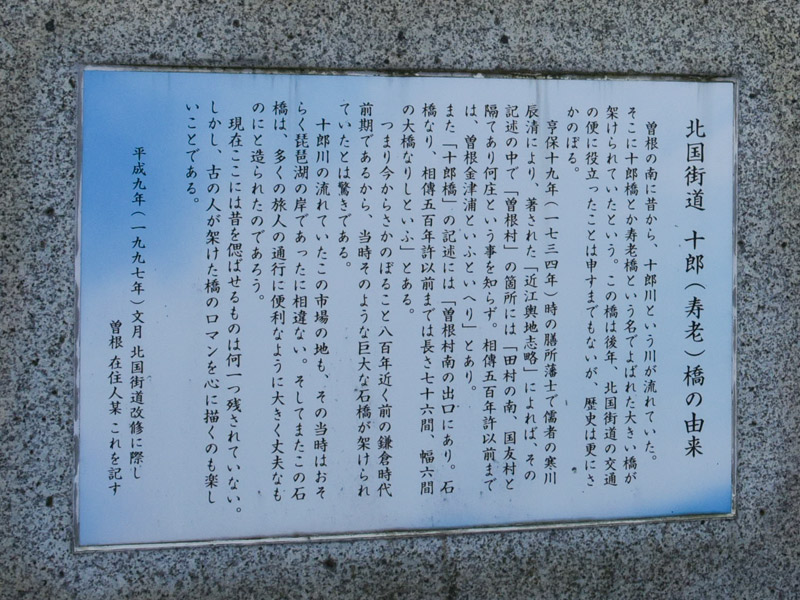 北国街道 十郎（寿老）橋の由来
曽根の南に昔から、十郎川という川が流れていた。
そこに十郎橋とか寿老橋という名でよばれた大きい橋が
架けられていたという。この橋は後年、北国街道の交通
の便に役立ったことは申すまでもないが、歴史は更にさ
かのぼる。
享保十九年（一七三四年）時の膳所藩士で儒者の寒川
辰清により、著された「近江輿地志略」によれば、その
記述の中で「曽根村」の箇所には「田村の南、国友村と
隔てあり何庄という事を知らず。相傳五百年許以前まで
は、曽根金津浦といふといへり」とあり。
また「十郎橋」の記述には「曽根村南の出口にあり。石
橋なり、相傳五百年許以前までは長さ七十六間、幅六間
の大橋なりしといふ」とある。
つまり今からさかのぼること八百年近く前の鎌倉時代
前期であるから、当時そのような巨大な石橋が架けられ
ていたとは驚きである。
十郎川の流れていたこの市場の地も、その当時はおそ
らく琵琶湖の岸であったに相違ない。そしてまたこの石
橋は、多くの旅人の通行に便利なように大きく丈夫なも
のにと造られたのであろう。
現在ここには昔を偲ばせるものは何一つ残されていない。
しかし、古の人が架けた橋のロマンを心に描くのも楽し
いことである。
平成九年（一九九七年）文月 北国街道改修に際し
曽根 在住人某 これを記す